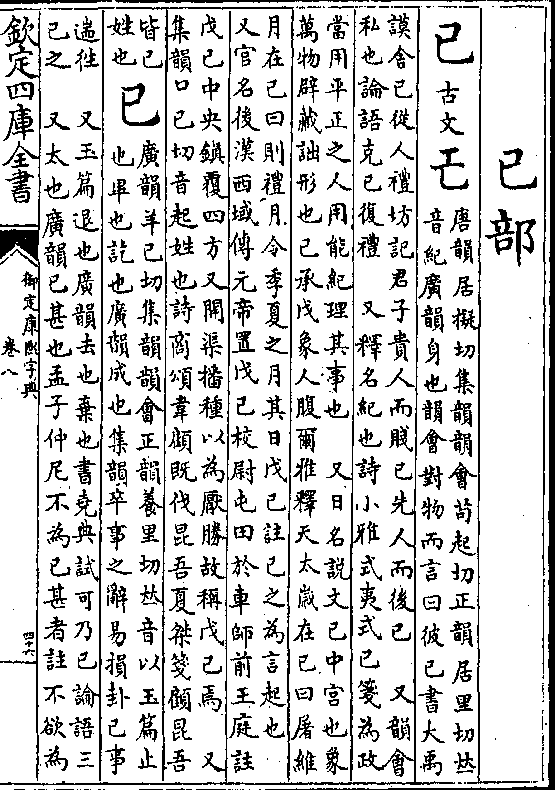 己部
己 古文 𢀒
唐韻居擬切集韻韻會苟起切正韻居里切𠀤
音紀廣韻身也韻會對物而言曰彼己書大禹
謨舍己從人禮坊記君子貴人而賤己先人而後己 又韻會
私也論語克己復禮 又釋名紀也詩小雅式夷式己箋為政
當用平正之人用能紀理其事也 又日名說文己中宮也象
萬物辟藏詘形也己承戊象人腹爾雅釋天太歲在己曰屠維
月在己曰則禮月令季夏之月其日戊己註己之為言起也
又官名後漢西域傳元帝置戊己校尉屯田於車師前王庭註
戊己中央鎮覆四方又開渠播種以為厭勝故稱戊己焉 又
集韻口己切音起姓也詩商頌韋顧既伐昆吾夏桀箋顧昆吾
皆己
姓也
已
廣韻羊已切集韻韻會正韻養里切𠀤音以玉篇止
也畢也訖也廣韻成也集韻卒事之辭易損卦已事
遄往 又玉篇退也廣韻去也棄也書堯典試可乃已論語三
已之 又太也廣韻已甚也孟子仲尼不為已甚者註不欲為
欽定四庫全書
御定康熙字典
卷八
四六